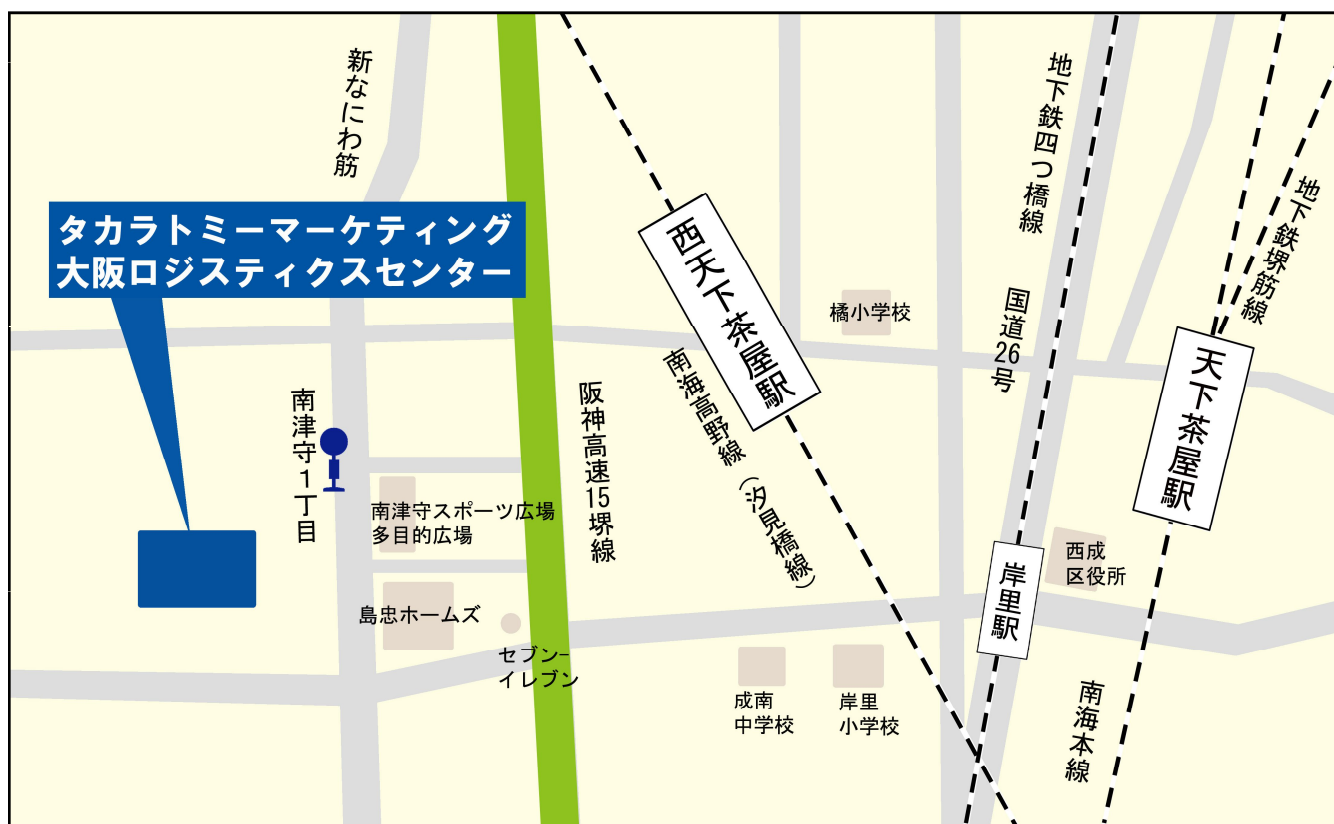 新なにわ筋
地下鉄四つ橋線
地下鉄堺筋線
タカラトミーマーケティング
大阪ロジスティクスセンター
西天下茶屋駅
橘小学校
国道26号
天下茶屋駅
南海高野線(汐見橋線)
阪神高速15堺線
南津守1丁目
南津守スポーツ広場
多目的広場
西成
区役所
岸里駅
島忠ホームズ
セブン-
イレブン
成南
中学校
岸里
小学校
南海本線